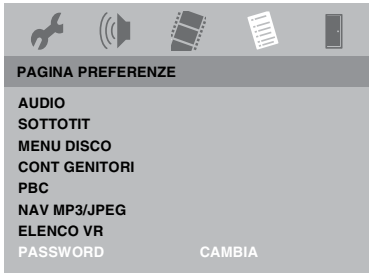 PAGINA PREFERENZE
AUDIO
SOTTOTIT
MENU DISCO
CONT GENITORI
PBC
NAV MP3/JPEG
ELENCO VR
PASSWORD CAMBIA